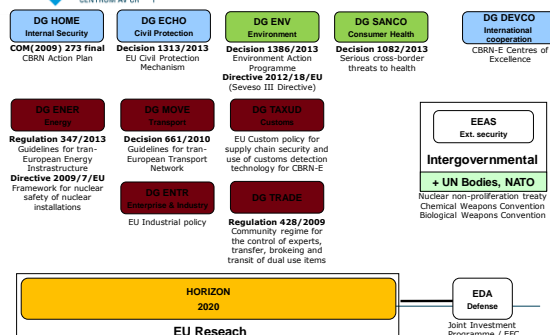 DG HOME
Internal Security
COM(2009) 273 final
CBRN Action Plan
DG ECHO
Civil Protection
Decision 1313/2013
EU Civil Protection
Mechanism
DG ENV
Environment
Decision 1386/2013
Environment Action
Programme
Directive 2012/18/EU
(Seveso III Directive)
DG SANCO
Consumer Health
Decision 1082/2013
Serious cross-border
threats to health
DG DEVCO
International
cooperation
CBRN-E Centres of
Excellence
DG ENER
Energy
Regulation 347/2013
Guidelines for tran-
European Energy
Instrastructure
Directive 2009/7/EU
Framework for nuclear
safety of nuclear
installations
DG MOVE
Transport
Decision 661/2010
Guidelines for tran-
European Transport
Network
DG TAXUD
Customs
EU Custom policy for
supply chain security and
use of customs detection
technology for CBRN-E
DG ENTR
Enterprise & Industry
EU Industrial policy
DG TRADE
Regulation 428/2009
Community regime for
the control of experts,
transfer, brokeing and
transit of dual use items
EEAS
Ext. security
Intergovernmental
+ UN Bodies, NATO
Nuclear non-proliferation treaty
Chemical Weapons Convention
Biological Weapons Convention
HORIZON
2020
EU Reseach
EDA
Defense
Joint Investment
Programme / EFC